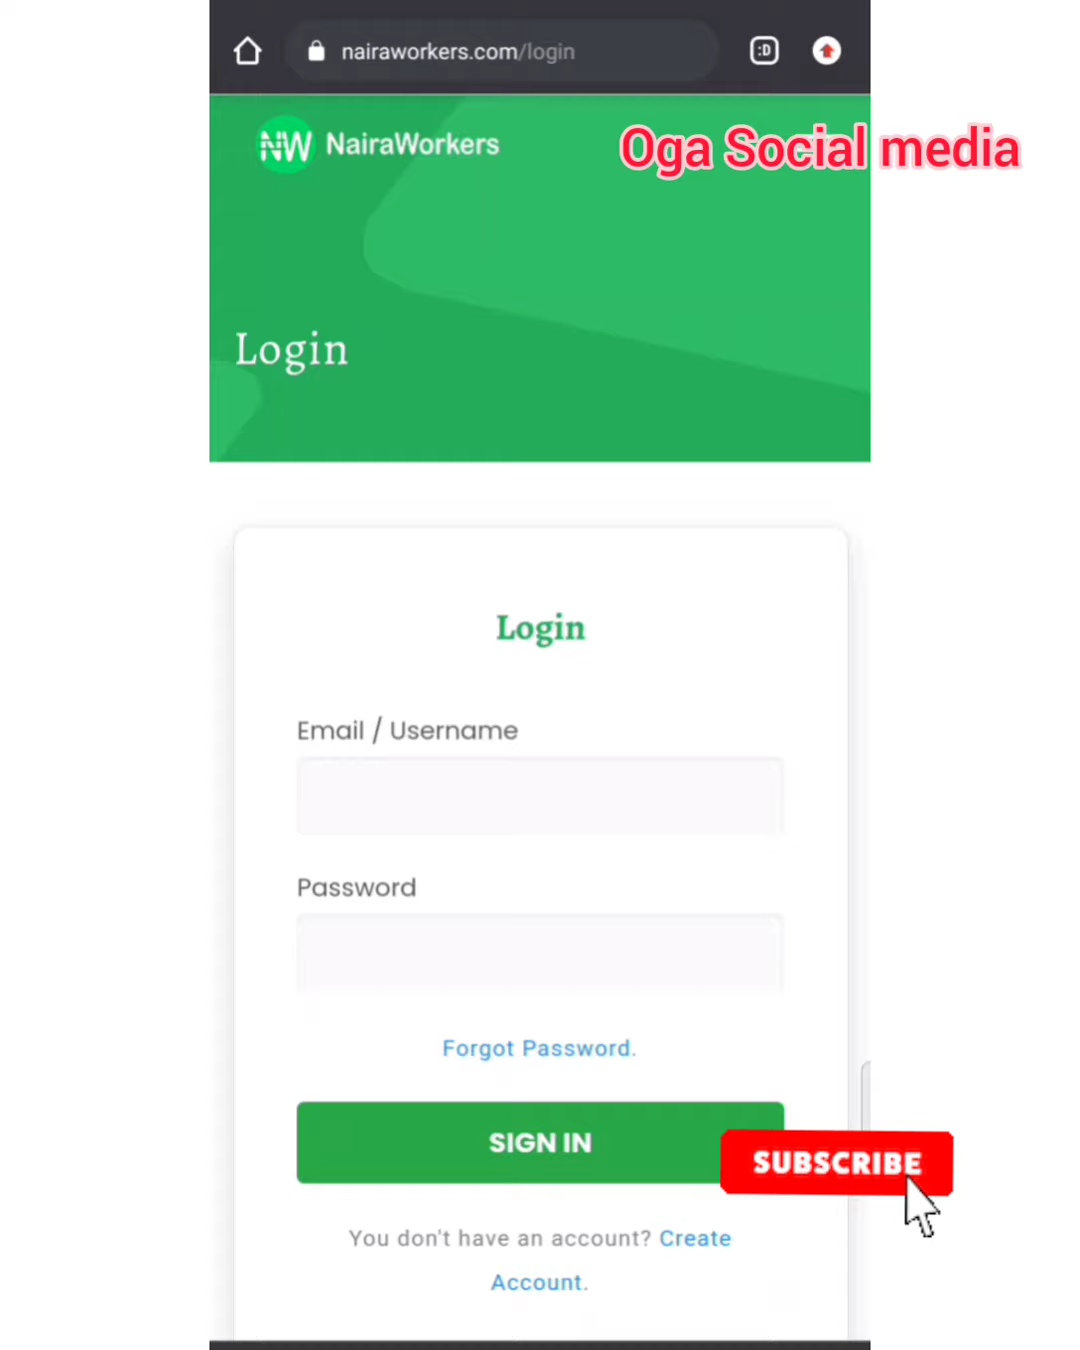 nairaworkers.com/login
:D
NW NairaWorkers
Oga Social media
Login
Login
Email / Username
Password
Forgot Password.
SIGN IN
SUBSCRIBE
You don't have an account? Create
Account.